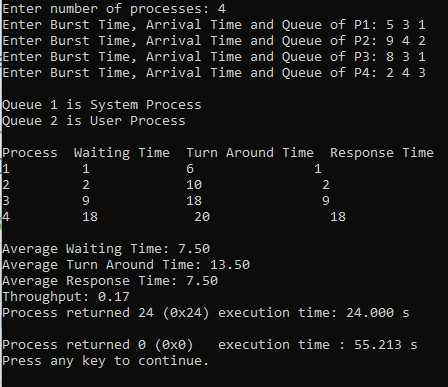 Enter number of processes: 4
Enter Burst Time, Arrival Time and Queue of P1: 5 3 1
Enter Burst Time, Arrival Time and Queue of P2: 9 4 2
Enter Burst Time, Arrival Time and Queue of P3: 8 3 1
Enter Burst Time, Arrival Time and Queue of P4: 2 4 3
Queue 1 is System Process
Queue 2 is User Process
Process  Waiting Time  Turn Around Time  Response Time
1         1             6               1
2         2             10               2
3         9             18               9
4         18             20               18
Average Waiting Time: 7.50
Average Turn Around Time: 13.50
Average Response Time: 7.50
Throughput: 0.17
Process returned 24 (0x24) execution time: 24.000 s
Process returned 0 (0x0)   execution time : 55.213 s
Press any key to continue.